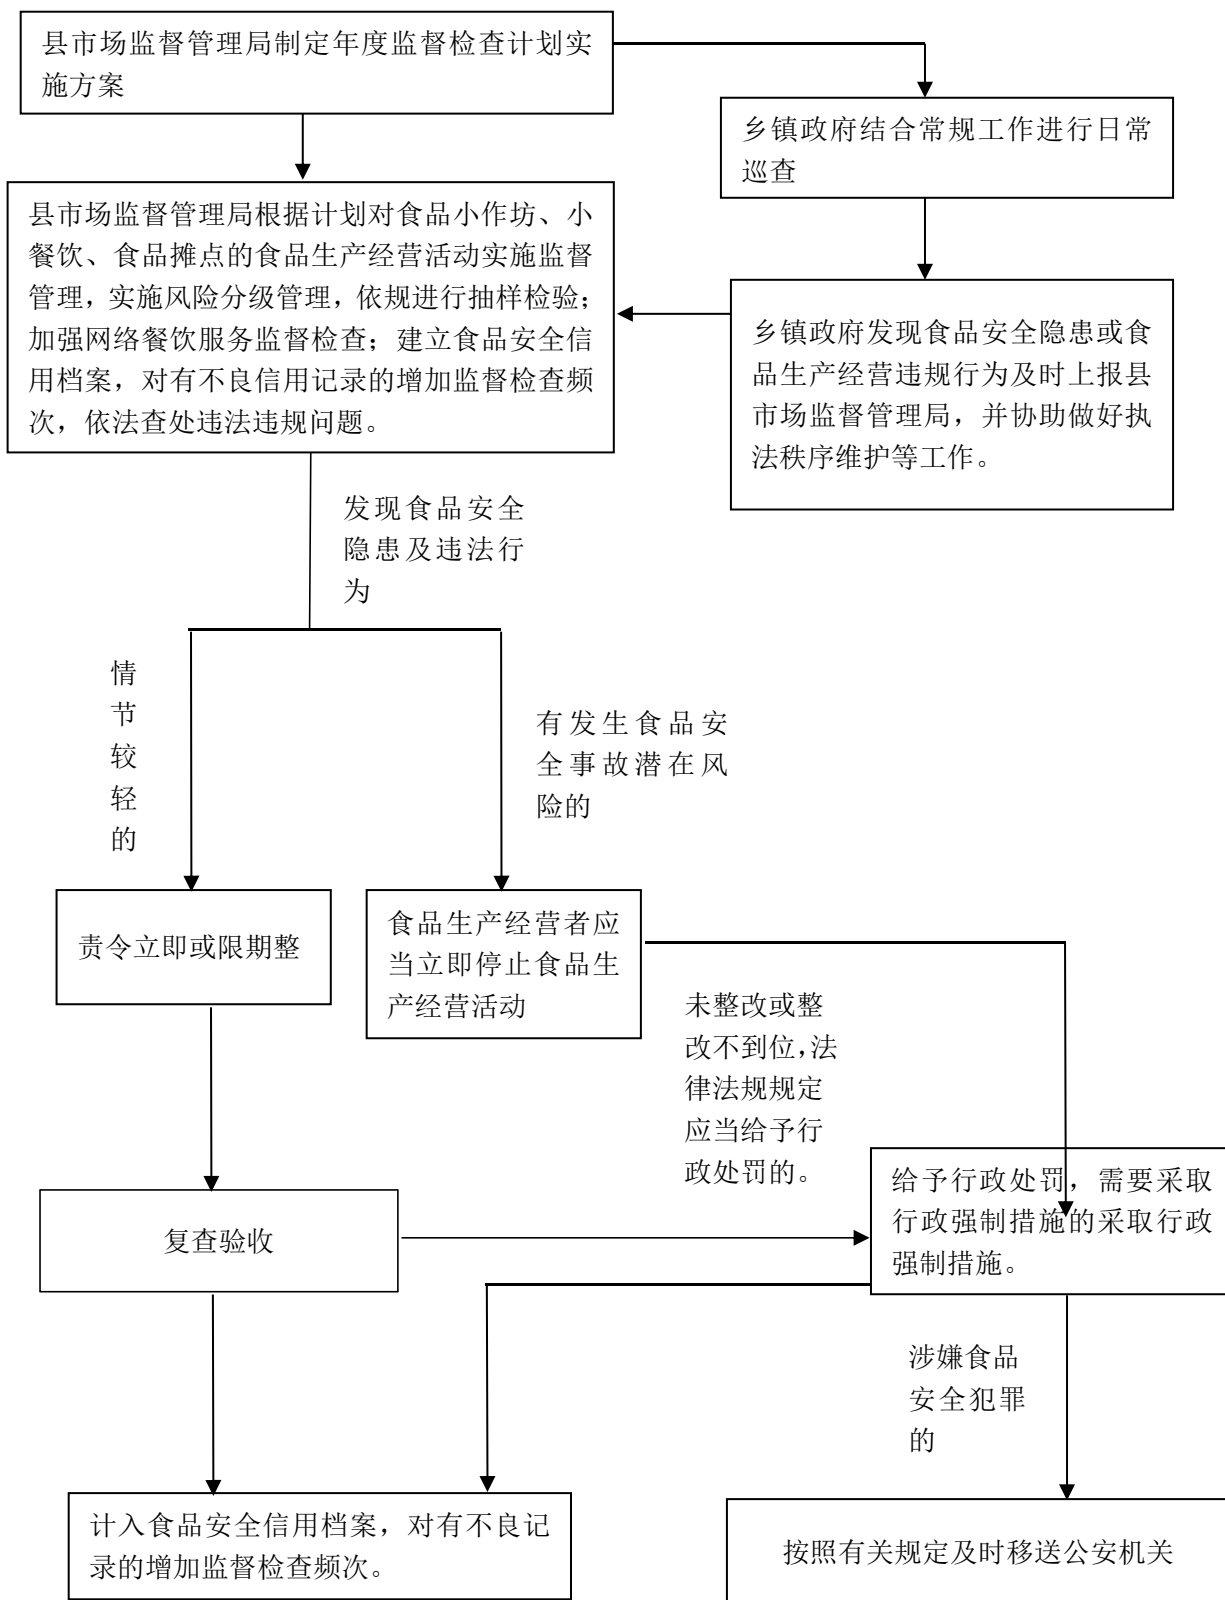 县市场监督管理局制定年度监督检查计划实
施方案
乡镇政府结合常规工作进行日常
巡查
县市场监督管理局根据计划对食品小作坊、小
餐饮、食品摊点的食品生产经营活动实施监督
管理，实施风险分级管理，依规进行抽样检验；
加强网络餐饮服务监督检查；建立食品安全信
用档案，对有不良信用记录的增加监督检查频
次，依法查处违法违规问题。
乡镇政府发现食品安全隐患或食
品生产经营违规行为及时上报县
市场监督管理局，并协助做好执
法秩序维护等工作。
发现食品安全
隐患及违法行
为
情
节
较
轻
的
有发生食品安
全事故潜在风
险的
责令立即或限期整
食品生产经营者应
当立即停止食品生
产经营活动
未整改或整
改不到位，法
律法规规定
应当给予行
政处罚的。
复查验收
给予行政处罚，需要采取
行政强制措施的采取行政
强制措施。
涉嫌食品
安全犯罪
的
计入食品安全信用档案，对有不良记
录的增加监督检查频次。
按照有关规定及时移送公安机关